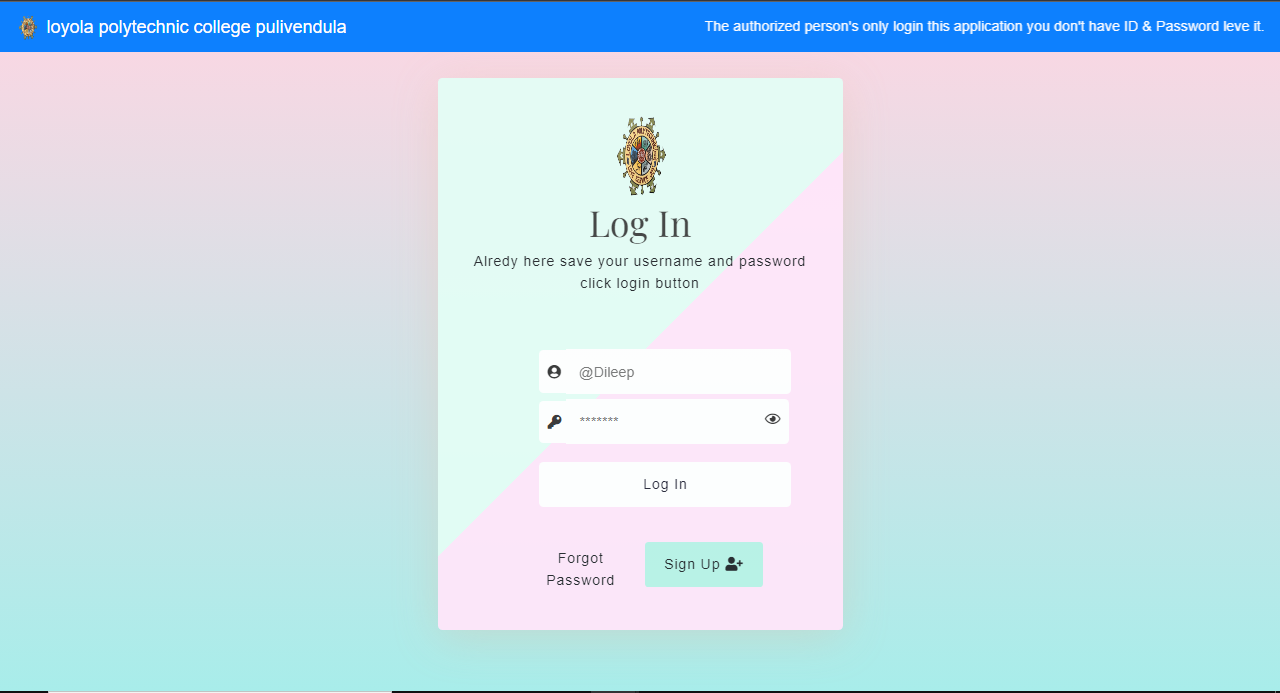 loyola polytechnic college pulivendula
The authorized person's only login this application you don't have ID & Password leve it.
Log In
Alredy here save your username and password
click login button
@Dileep
*******
Log In
Forgot
Password
Sign Up